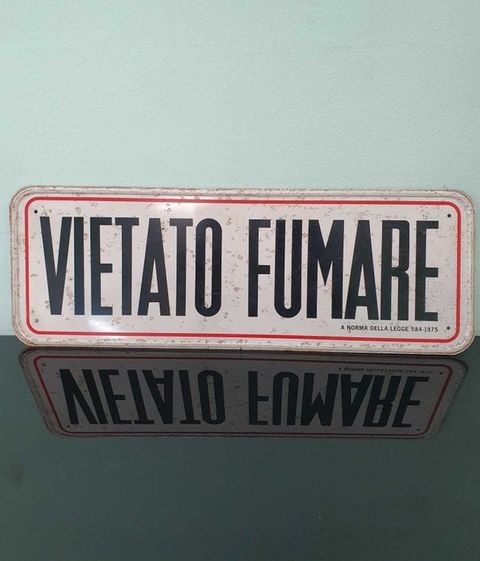 VIETATO FUMARE
A NORMA DELLA LEGGE 584-1975